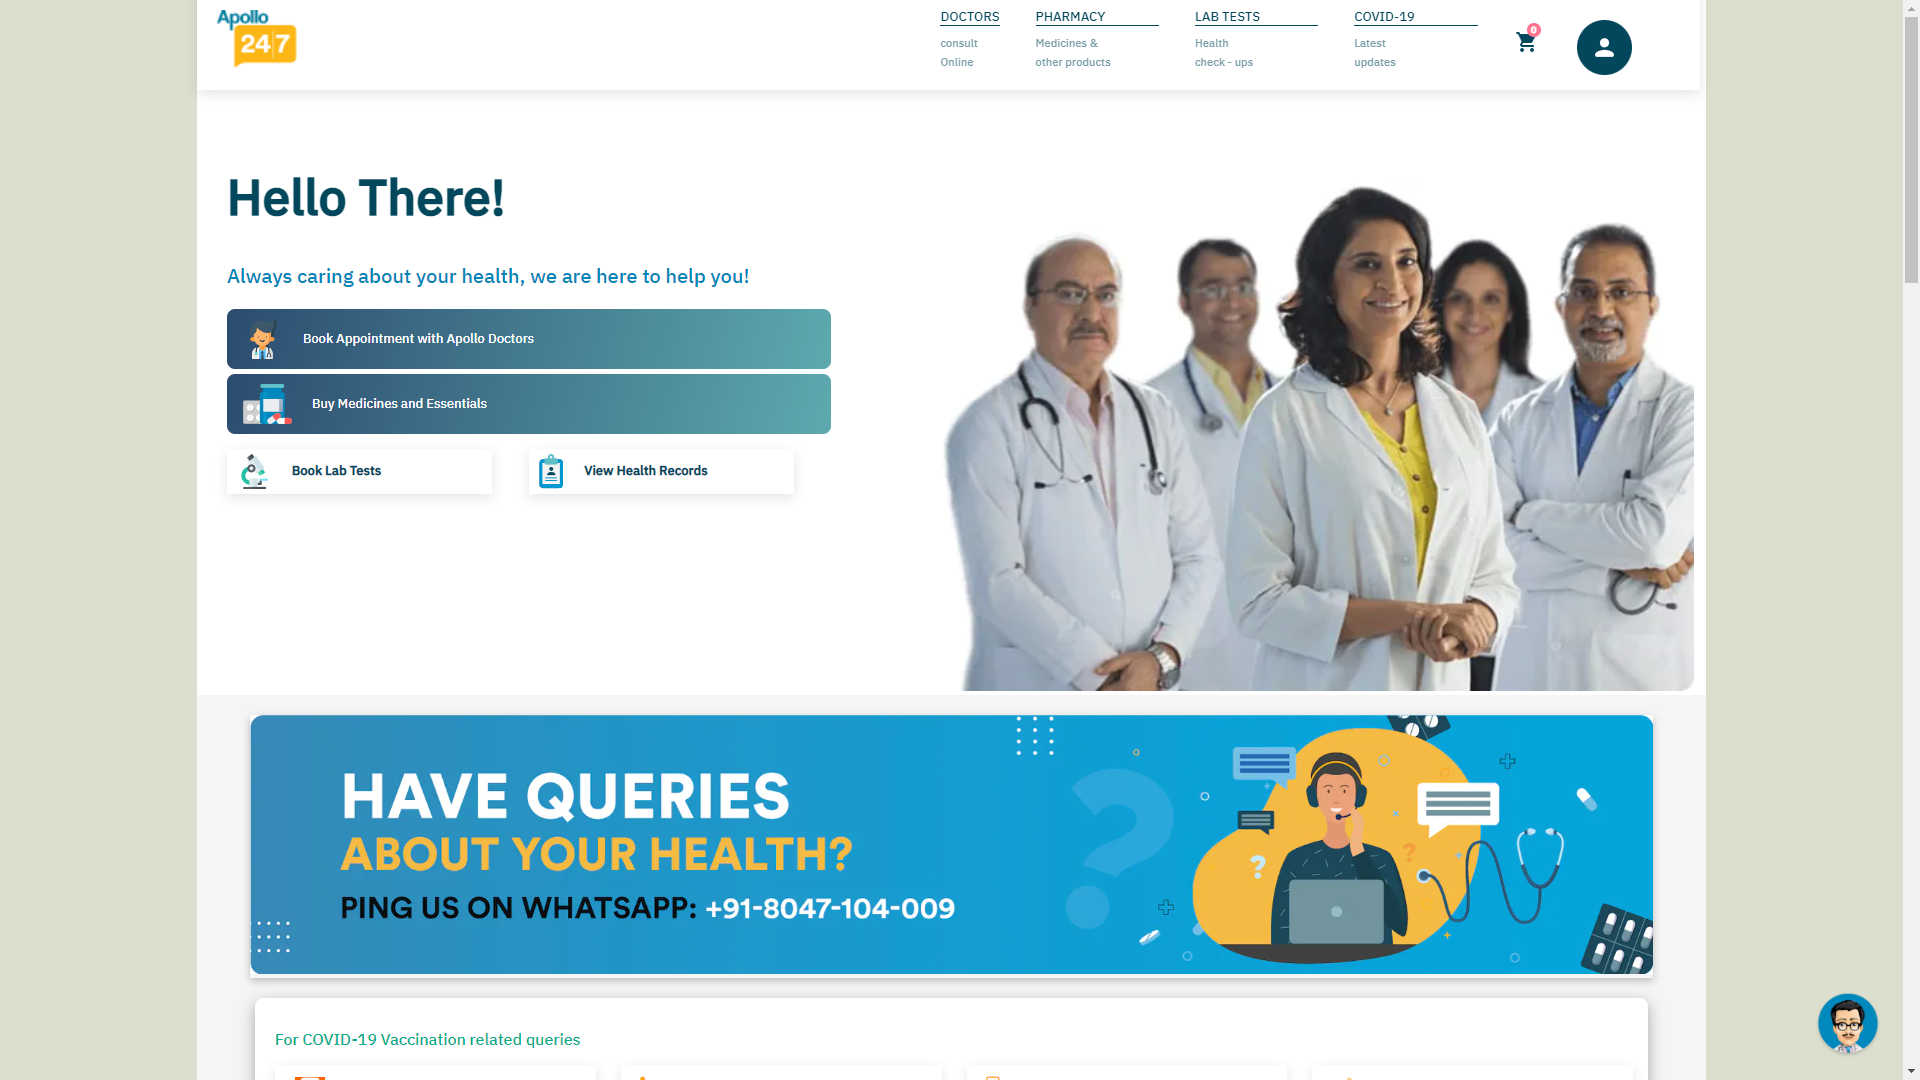 Apollo
24|7
DOCTORS
consult
Online
PHARMACY
Medicines &
other products
LAB TESTS
Health
check - ups
COVID-19
Latest
updates
0
Hello There!
Always caring about your health, we are here to help you!
Book Appointment with Apollo Doctors
Buy Medicines and Essentials
Book Lab Tests
View Health Records
HAVE QUERIES
ABOUT YOUR HEALTH?
PING US ON WHATSAPP: +91-8047-104-009
?
?
?
For COVID-19 Vaccination related queries